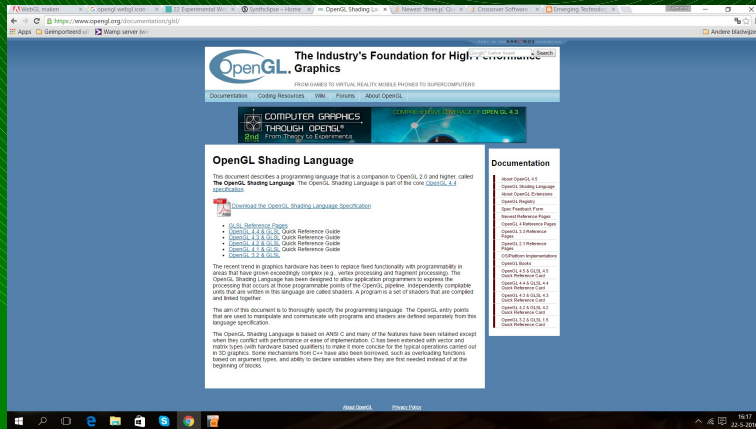 WebGL maken
opengl webgl icon
22 Experimental We
Synthclipse – Home
OpenGL Shading La
Newest 'three.js' Qu
Crossover Software
Emerging Technolog
https://www.opengl.org/documentation/glsl/
Apps
Geïmporteerd uit
Wamp server
Andere bladwijzers
OpenGL.
The Industry's Foundation for High Performance
Graphics
Search
FROM GAMES TO VIRTUAL REALITY, MOBILE PHONES TO SUPERCOMPUTERS
Documentation Coding Resources Wiki Forums About OpenGL
COMPREHENSIVE COVERAGE OF OPEN GL 4.3
COMPUTER GRAPHICS
THROUGH OPENGL®
2nd From Theory to Experiments
EDITION
OpenGL Shading Language
This document describes a programming language that is a companion to OpenGL 2.0 and higher, called
The OpenGL Shading Language. The OpenGL Shading Language is part of the core OpenGL 4.4
specification.
Download the OpenGL Shading Language Specification
GLSL Reference Pages
OpenGL 4.4 & GLSL Quick Reference Guide
OpenGL 4.3 & GLSL Quick Reference Guide
OpenGL 4.2 & GLSL Quick Reference Guide
OpenGL 4.1 & GLSL Quick Reference Guide
OpenGL 3.2 & GLSL
The recent trend in graphics hardware has been to replace fixed functionality with programmability in
areas that have grown exceedingly complex (e.g., vertex processing and fragment processing). The
OpenGL Shading Language has been designed to allow application programmers to express the
processing that occurs at those programmable points of the OpenGL pipeline. Independently compilable
units that are written in this language are called shaders. A program is a set of shaders that are compiled
and linked together.
The aim of this document is to thoroughly specify the programming language. The OpenGL entry points
that are used to manipulate and communicate with programs and shaders are defined separately from this
language specification.
The OpenGL Shading Language is based on ANSI C and many of the features have been retained except
when they conflict with performance or ease of implementation. C has been extended with vector and
matrix types (with hardware based qualifiers) to make it more concise for the typical operations carried out
in 3D graphics. Some mechanisms from C++ have also been borrowed, such as overloading functions
based on argument types, and ability to declare variables where they are first needed instead of at the
beginning of blocks.
Documentation
About OpenGL 4.5
OpenGL Shading Language
About OpenGL Extensions
OpenGL Registry
Spec Feedback Form
Newest Reference Pages
OpenGL 4 Reference Pages
OpenGL 3.3 Reference
Pages
OpenGL 2.1 Reference
Pages
OS/Platform Implementations
OpenGL Books
OpenGL 4.5 & GLSL 4.5
Quick Reference Card
OpenGL 4.4 & GLSL 4.4
Quick Reference Card
OpenGL 4.3 & GLSL 4.3
Quick Reference Card
OpenGL 4.2 & GLSL 4.2
Quick Reference Card
OpenGL 3.2 & GLSL 1.5
Quick Reference Card
About OpenGL Privacy Policy
16:17
22-5-201